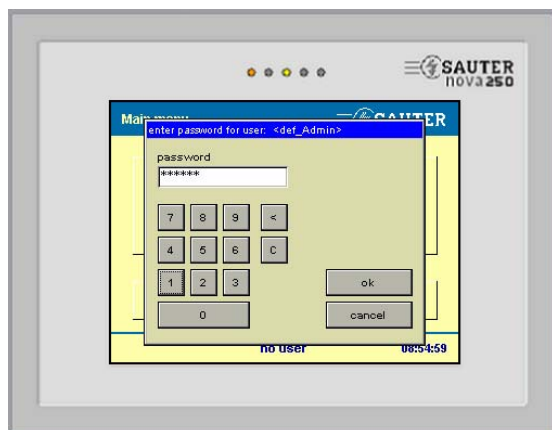 SAUTER
nova250
Main menu
SAUTER
enter password for user: <def_Admin>
password
******
7 8 9 <
4 5 6 C
1 2 3
ok
0
cancel
no user
08:54:59